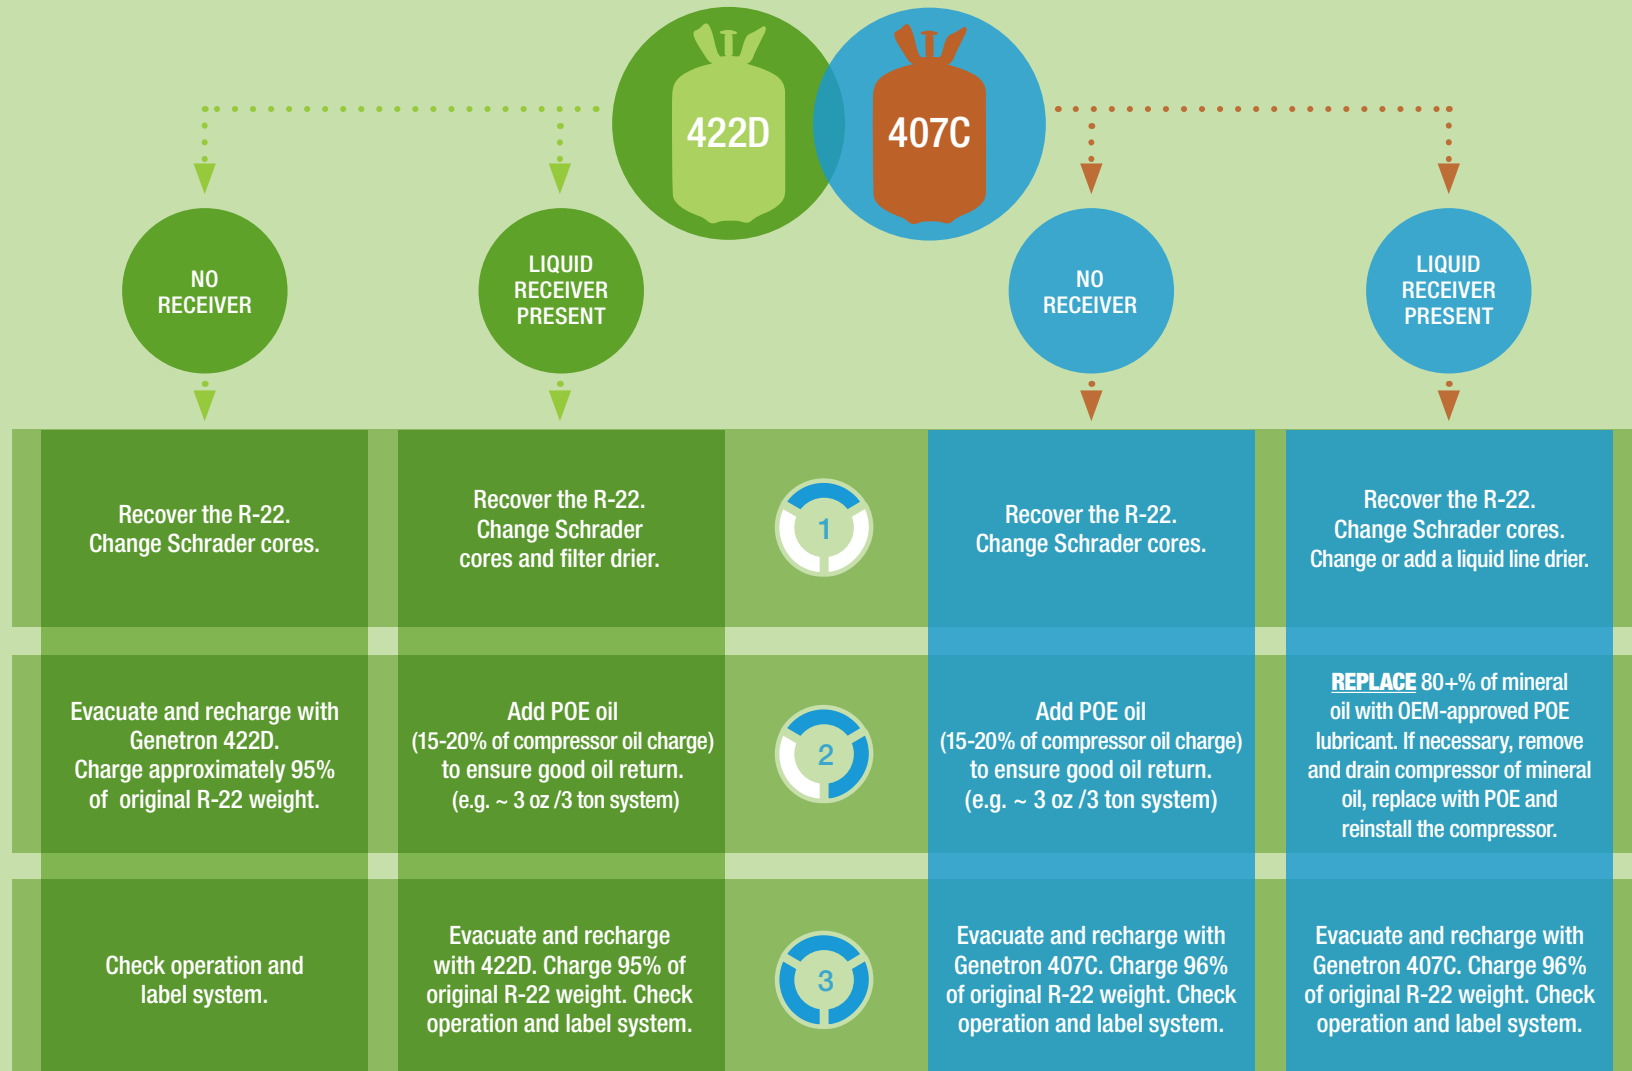 422D
407C
NO
RECEIVER
LIQUID
RECEIVER
PRESENT
NO
RECEIVER
LIQUID
RECEIVER
PRESENT
Recover the R-22.
Change Schrader cores.
Recover the R-22.
Change Schrader
cores and filter drier.
1
Recover the R-22.
Change Schrader cores.
Recover the R-22.
Change Schrader cores.
Change or add a liquid line drier.
Evacuate and recharge with
Genetron 422D.
Charge approximately 95%
of original R-22 weight.
Add POE oil
(15-20% of compressor oil charge)
to ensure good oil return.
(e.g. ~ 3 oz /3 ton system)
2
Add POE oil
(15-20% of compressor oil charge)
to ensure good oil return.
(e.g. ~ 3 oz /3 ton system)
REPLACE 80+% of mineral
oil with OEM-approved POE
lubricant. If necessary, remove
and drain compressor of mineral
oil, replace with POE and
reinstall the compressor.
Check operation and
label system.
Evacuate and recharge
with 422D. Charge 95% of
original R-22 weight. Check
operation and label system.
3
Evacuate and recharge with
Genetron 407C. Charge 96%
of original R-22 weight. Check
operation and label system.
Evacuate and recharge with
Genetron 407C. Charge 96%
of original R-22 weight. Check
operation and label system.